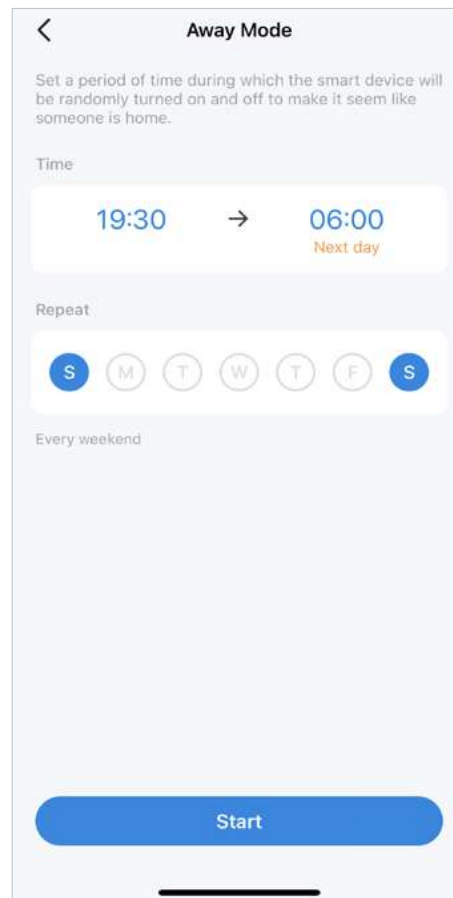 Away Mode
Set a period of time during which the smart device will
be randomly turned on and off to make it seem like
someone is home.
Time
19:30 → 06:00
Next day
Repeat
S M T W T F S
Every weekend
Start